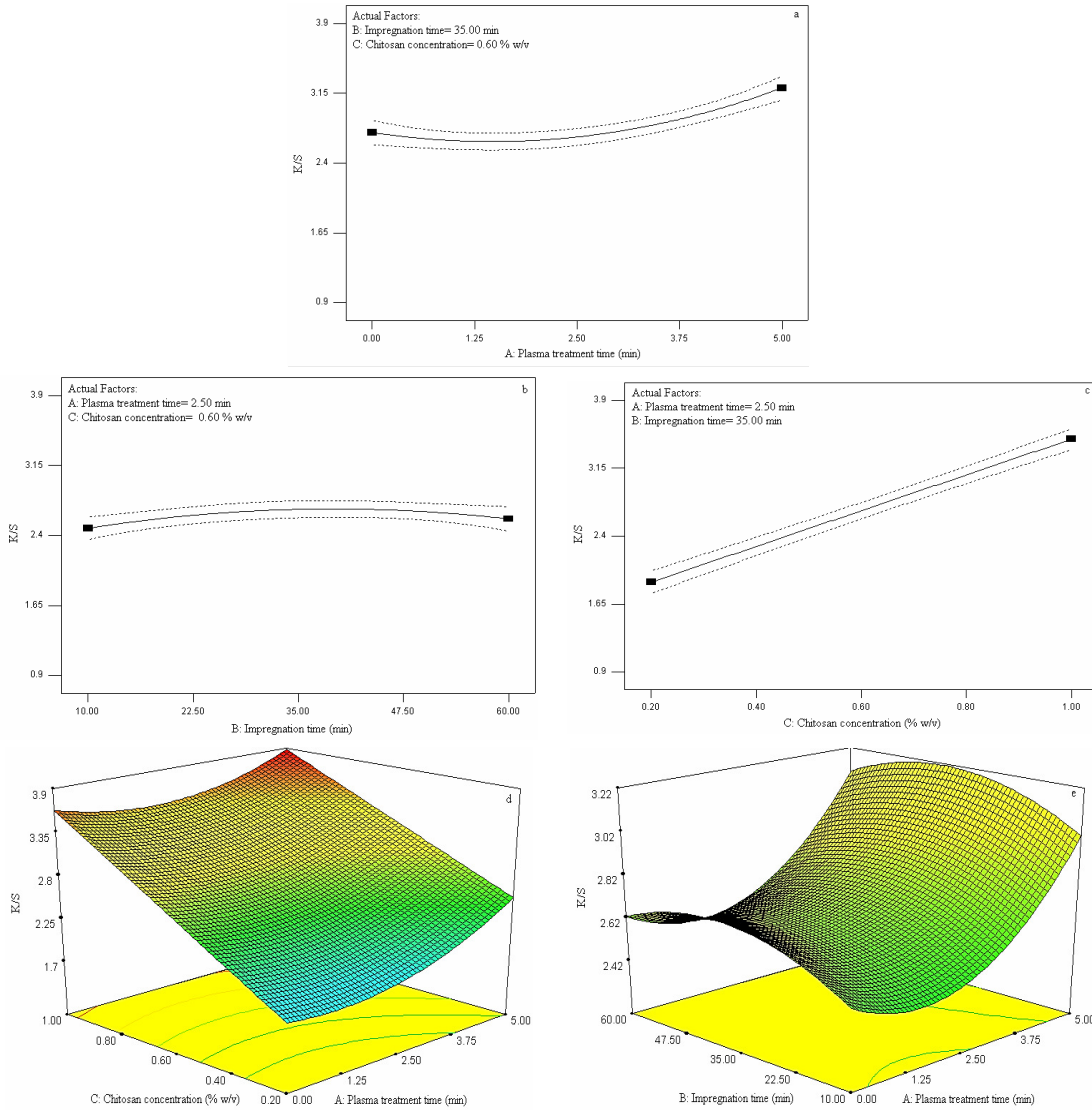 Actual Factors:
B: Impregnation time= 35.00 min
C: Chitosan concentration= 0.60 % w/v
a
3.9
3.15
2.4
1.65
0.9
K/S
0.00 1.25 2.50 3.75 5.00
A: Plasma treatment time (min)
Actual Factors:
A: Plasma treatment time= 2.50 min
C: Chitosan concentration= 0.60 % w/v
b
3.9
3.15
2.4
1.65
0.9
K/S
10.00 22.50 35.00 47.50 60.00
B: Impregnation time (min)
Actual Factors:
A: Plasma treatment time= 2.50 min
B: Impregnation time= 35.00 min
c
3.9
3.15
2.4
1.65
0.9
K/S
0.20 0.40 0.60 0.80 1.00
C: Chitosan concentration (% w/v)
d
3.9
3.35
2.8
2.25
1.7
K/S
1.00 0.80 0.60 0.40 0.20
0.00 1.25 2.50 3.75 5.00
C: Chitosan concentration (% w/v) A: Plasma treatment time (min)
e
3.22
3.02
2.82
2.62
2.42
K/S
60.00 47.50 35.00 22.50 10.00
0.00 1.25 2.50 3.75 5.00
B: Impregnation time (min) A: Plasma treatment time (min)